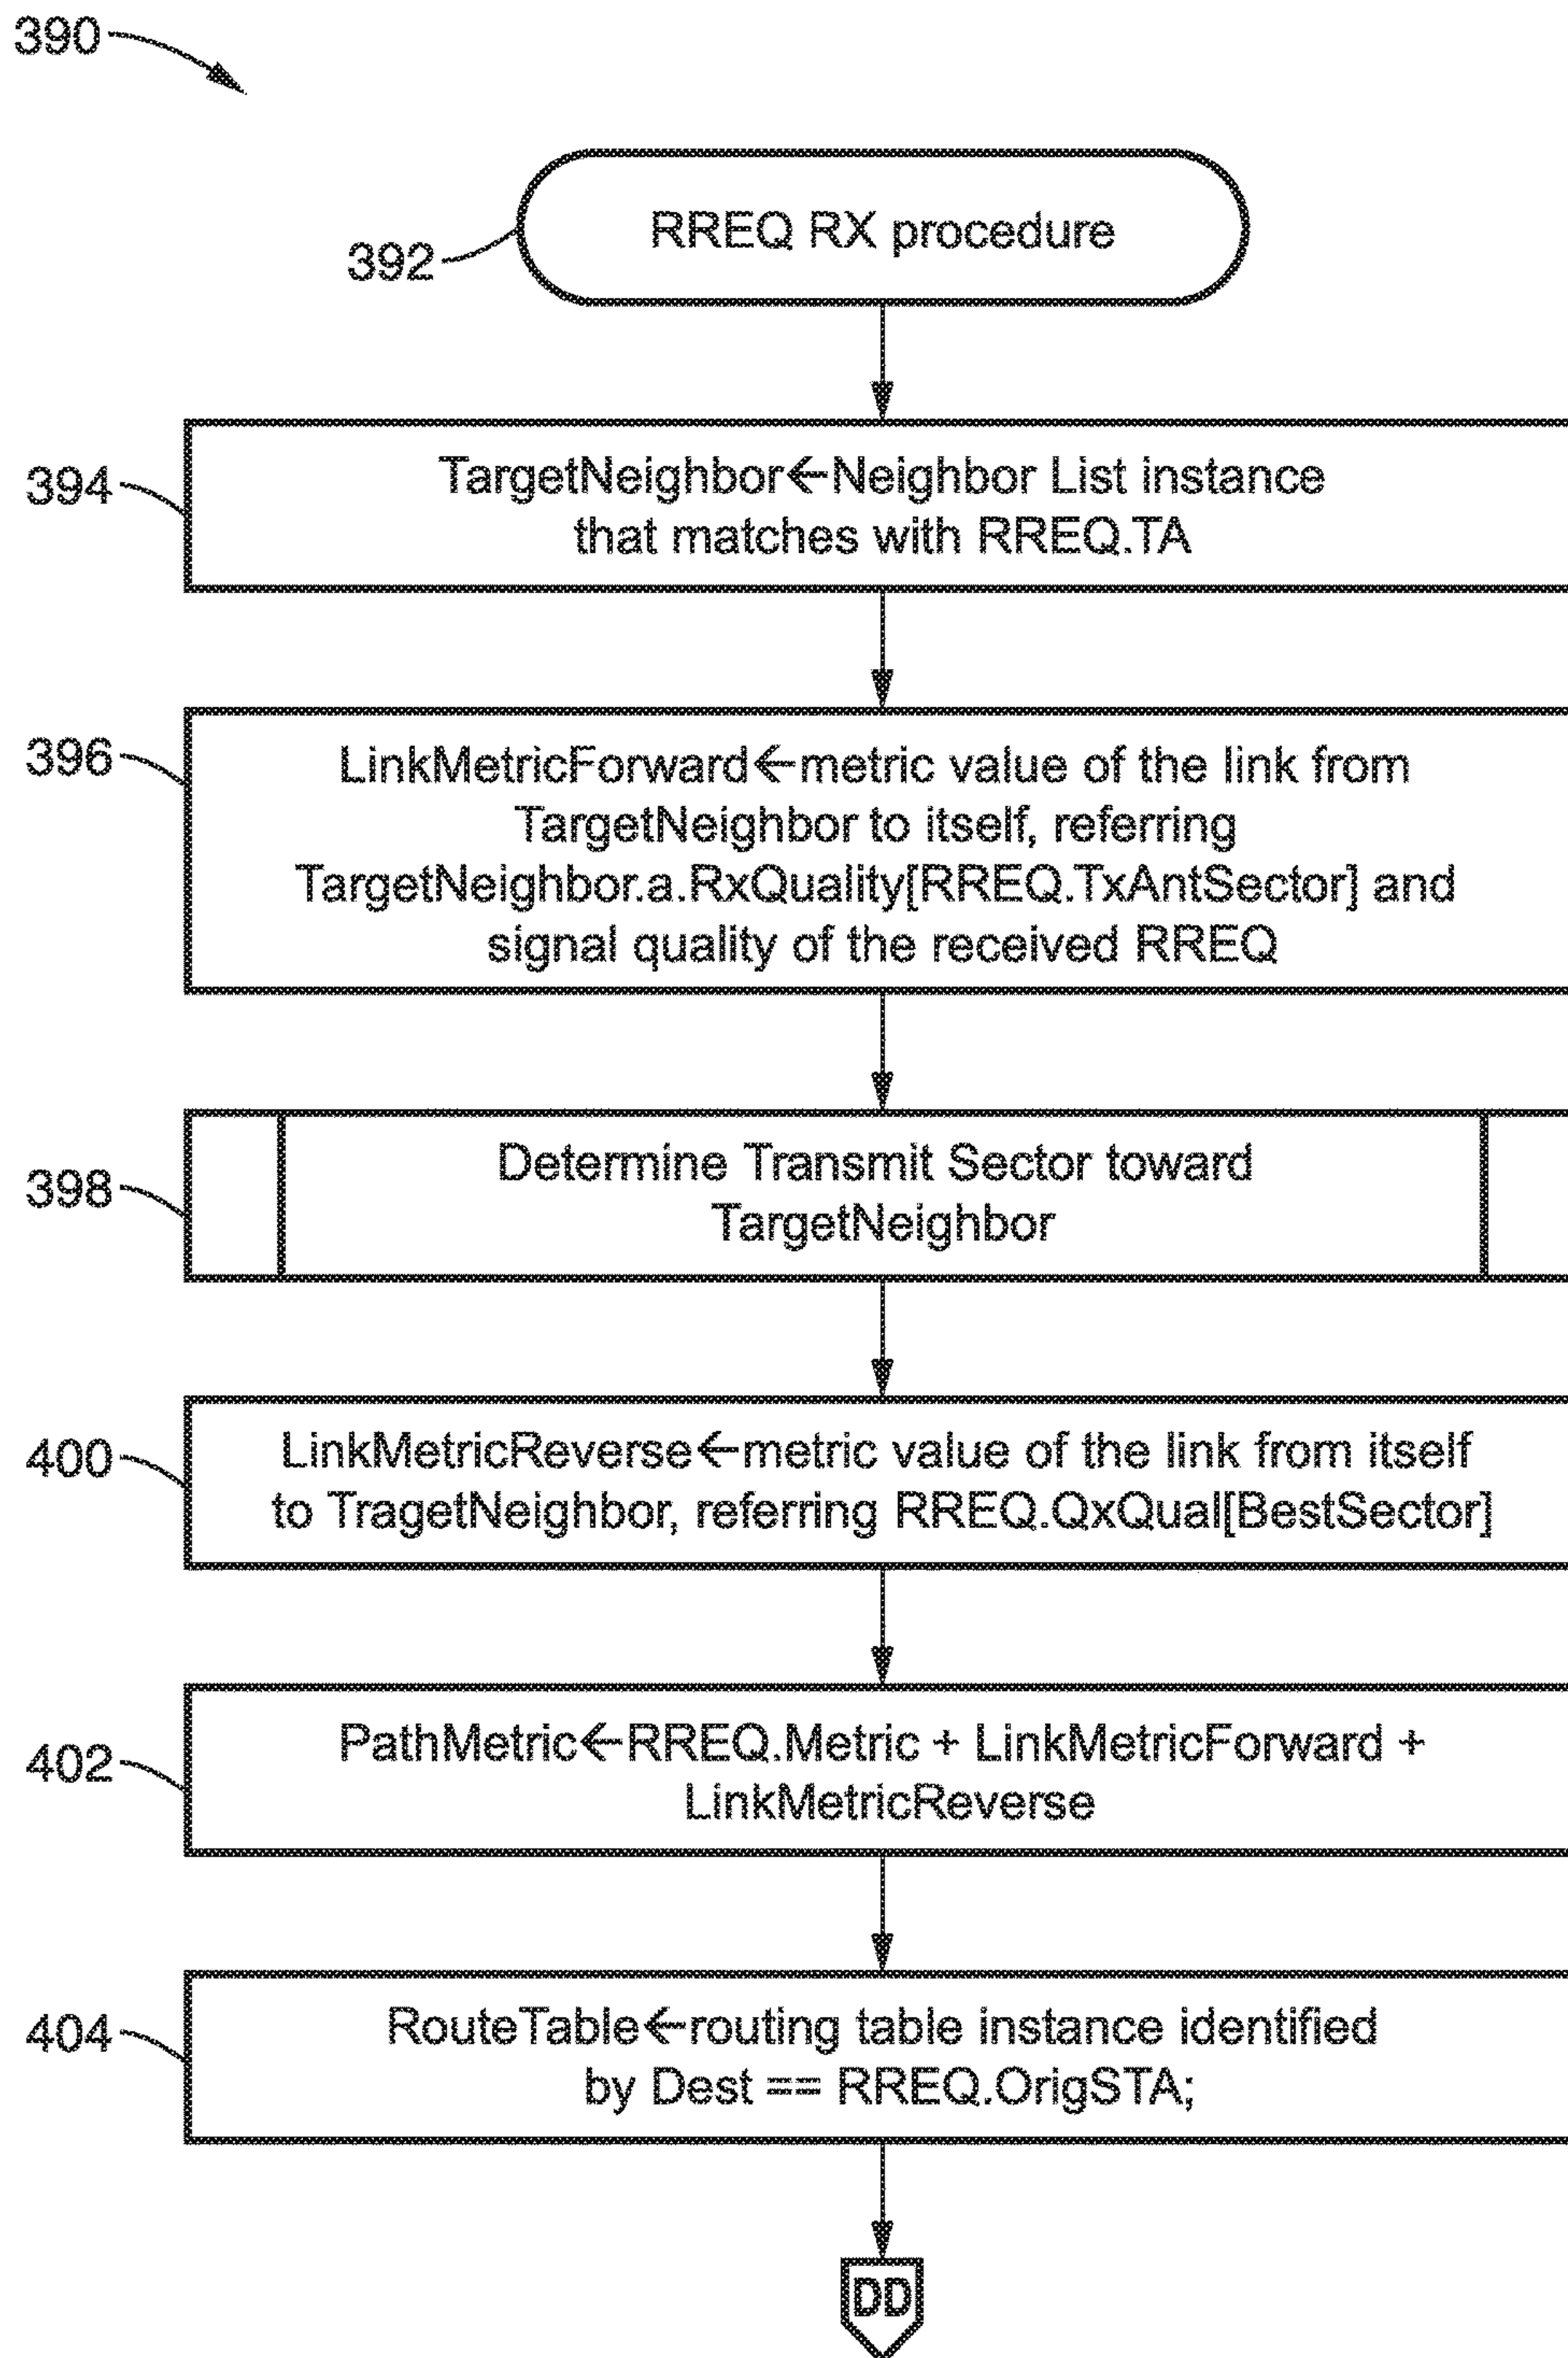 390
392
RREQ RX procedure
394
TargetNeighbor←Neighbor List instance
that matches with RREQ.TA
396
LinkMetricForward←metric value of the link from
TargetNeighbor to itself, referring
TargetNeighbor.a.RxQuality[RREQ.TxAntSector] and
signal quality of the received RREQ
398
Determine Transmit Sector toward
TargetNeighbor
400
LinkMetricReverse←metric value of the link from itself
to TragetNeighbor, referring RREQ.QxQual[BestSector]
402
PathMetric←RREQ.Metric + LinkMetricForward +
LinkMetricReverse
404
RouteTable←routing table instance identified
by Dest == RREQ.OrigSTA;
DD